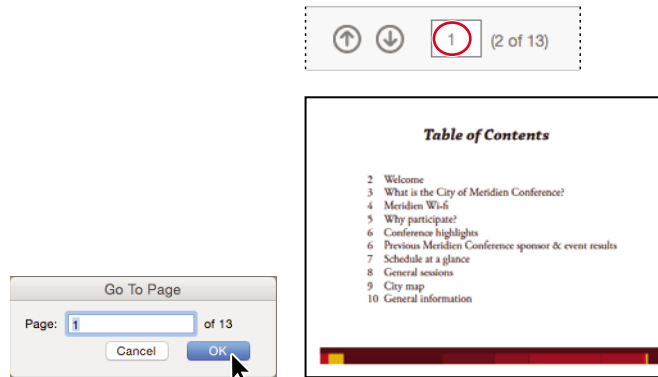 1 (2 of 13)
Table of Contents
2 Welcome
3 What is the City of Meridien Conference?
4 Meridien Wi-fi
5 Why participate?
6 Conference highlights
6 Previous Meridien Conference sponsor & event results
7 Schedule at a glance
8 General sessions
9 City map
10 General information
Go To Page
Page: 1 of 13
Cancel OK